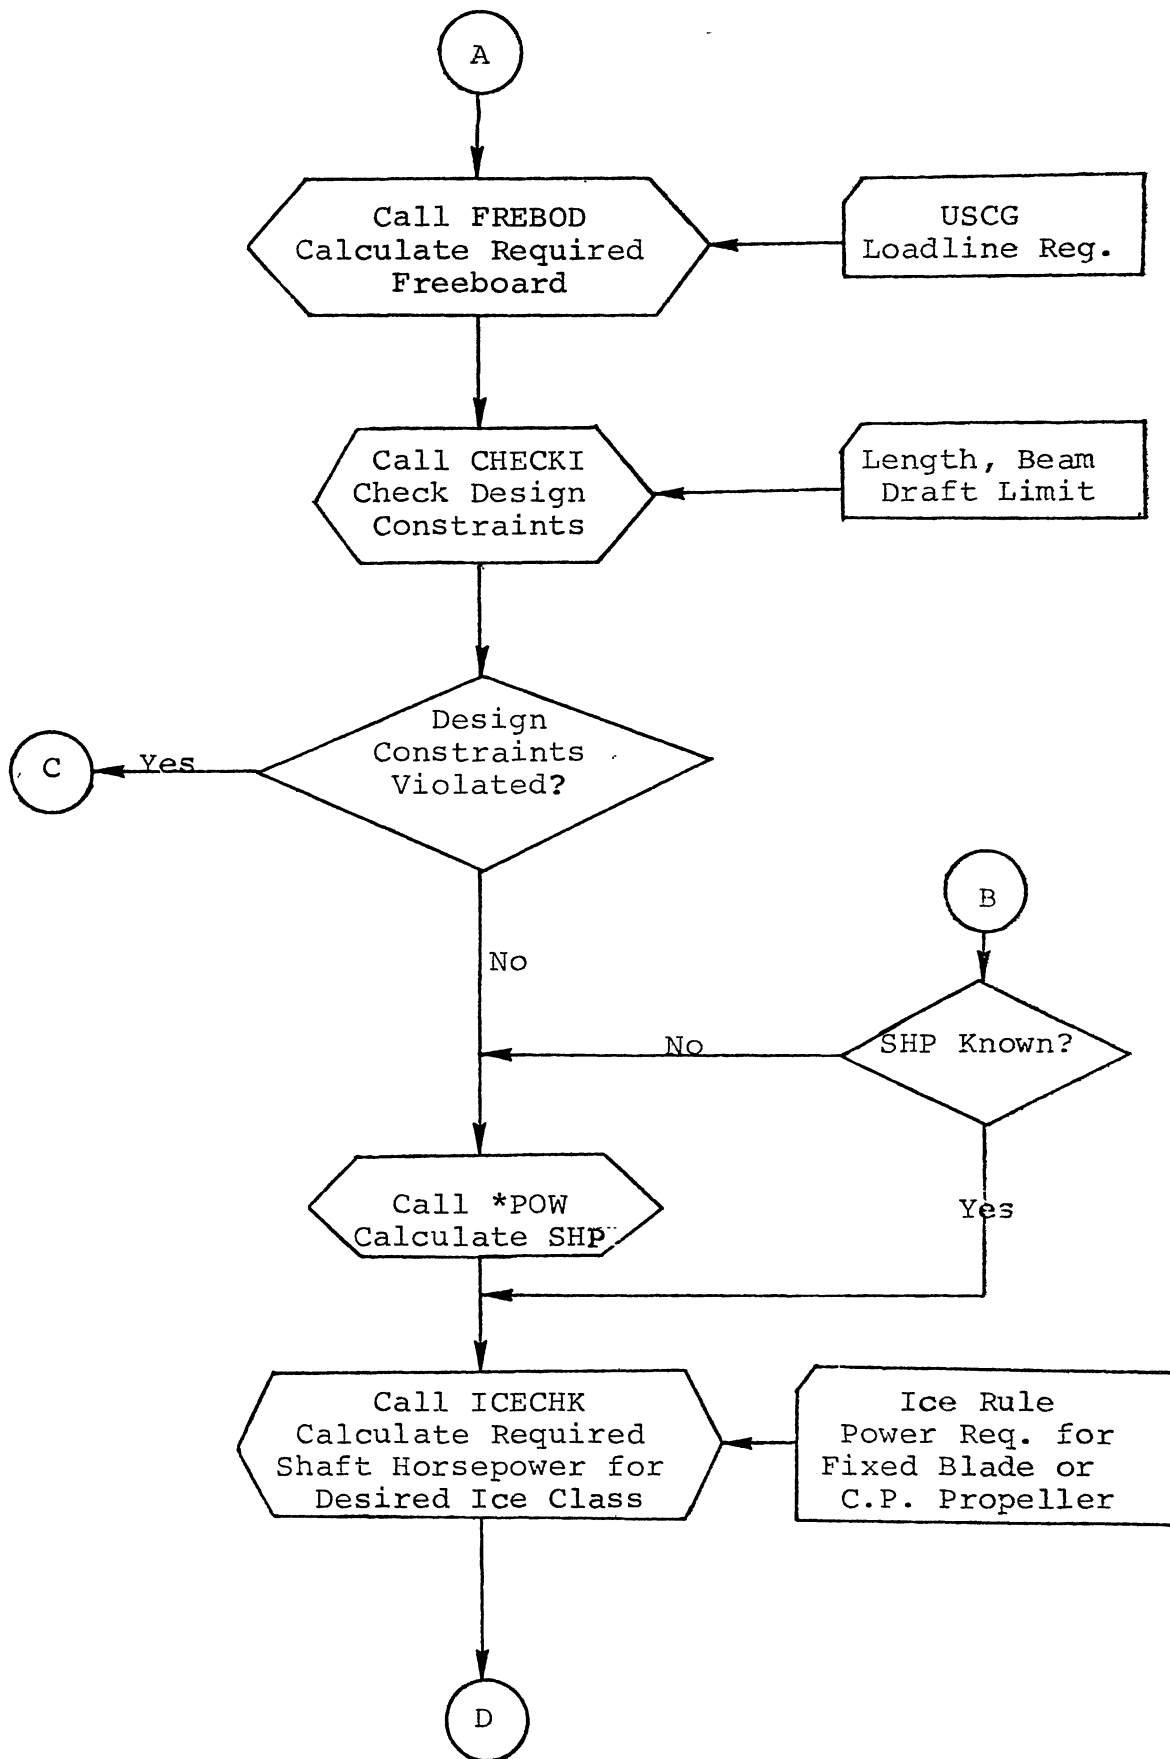 A
Call FREBOD
Calculate Required
Freeboard
USCG
Loadline Reg.
Call CHECKI
Check Design
Constraints
Length, Beam
Draft Limit
Design
Constraints
Violated?
Yes
C
No
B
SHP Known?
No
Yes
Call *POW
Calculate SHP
Call ICECHK
Calculate Required
Shaft Horsepower for
Desired Ice Class
Ice Rule
Power Req. for
Fixed Blade or
C.P. Propeller
D